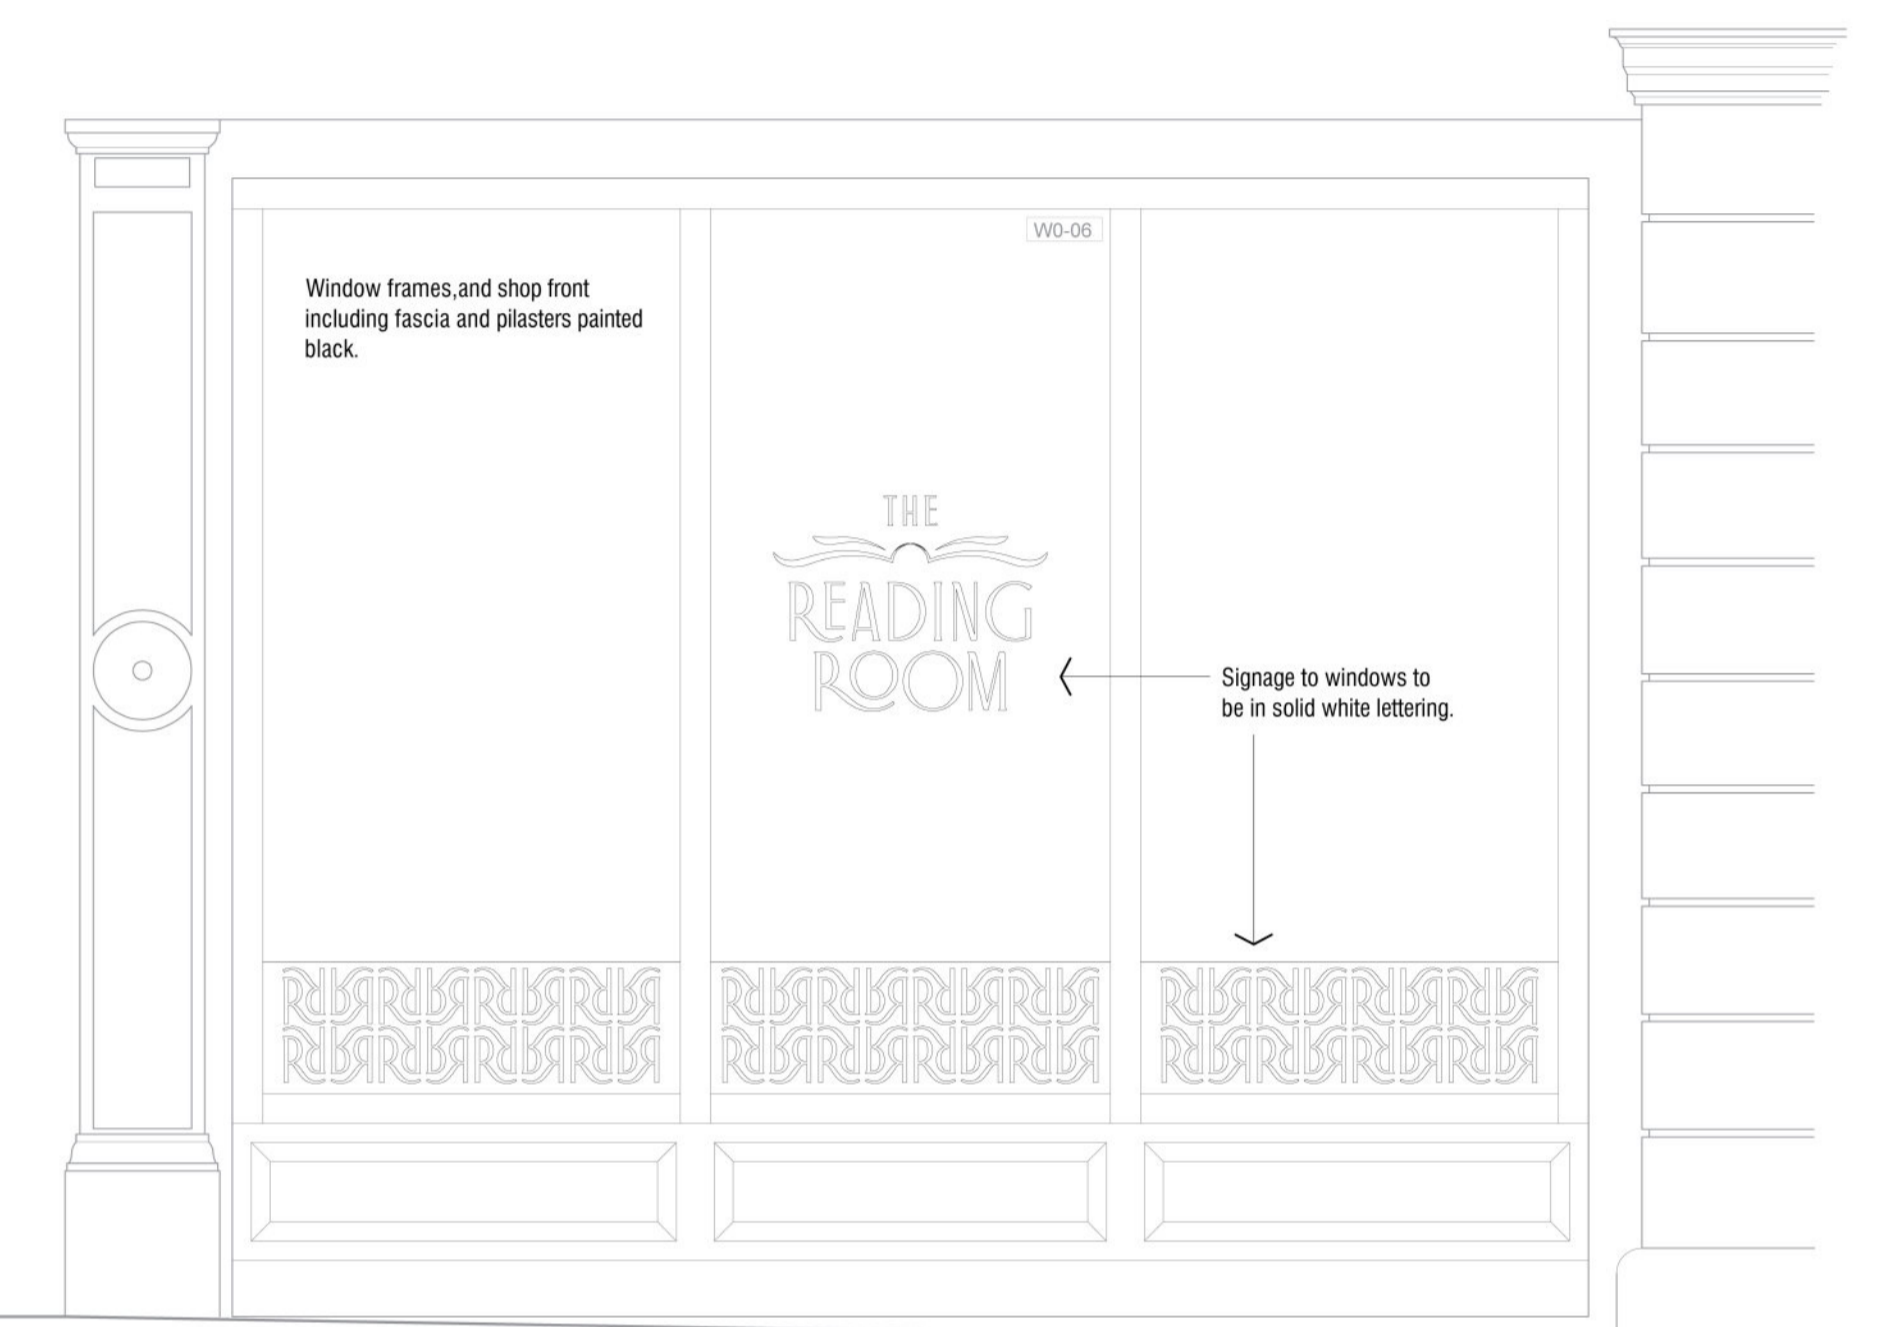 W0-06
Window frames,and shop front
including fascia and pilasters painted
black.
THE
READING
ROOM
Signage to windows to
be in solid white lettering.